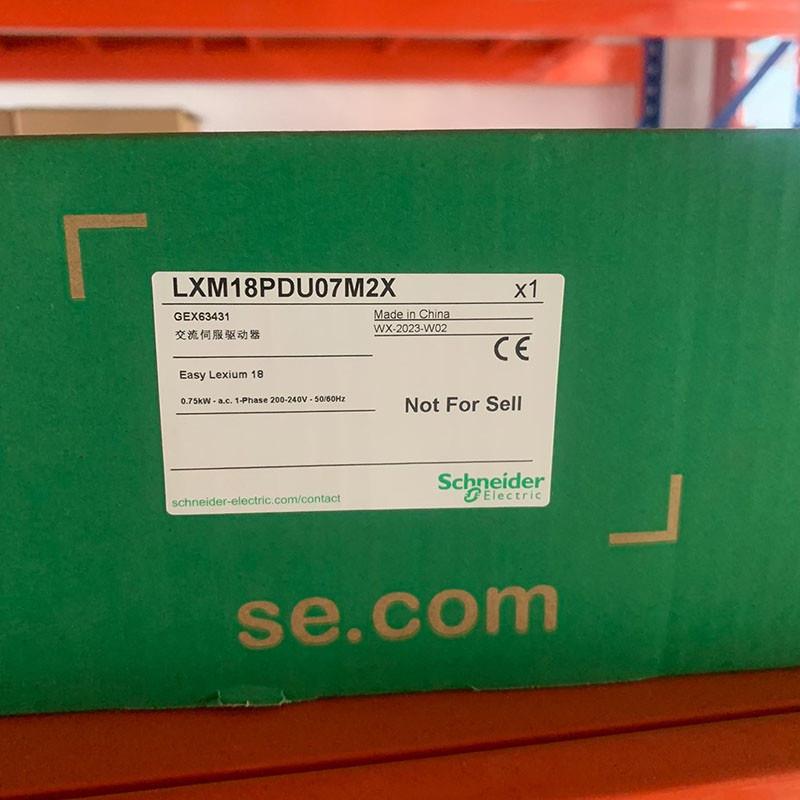 LXM18PDU07M2X x1
GEX63431
交流伺服驱动器
Made in China
WX-2023-W02
CE
Easy Lexium 18
0.75kW - a.c. 1-Phase 200-240V - 50/60Hz
Not For Sell
schneider-electric.com/contact
Schneider
Electric
se.com